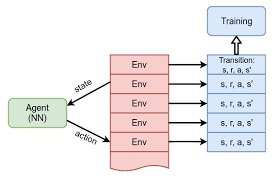 Training
Env
Transition:
s, r, a, s'
state
Env
s, r, a, s'
Agent
(NN)
Env
s, r, a, s'
action
Env
s, r, a, s'
Env
s, r, a, s'